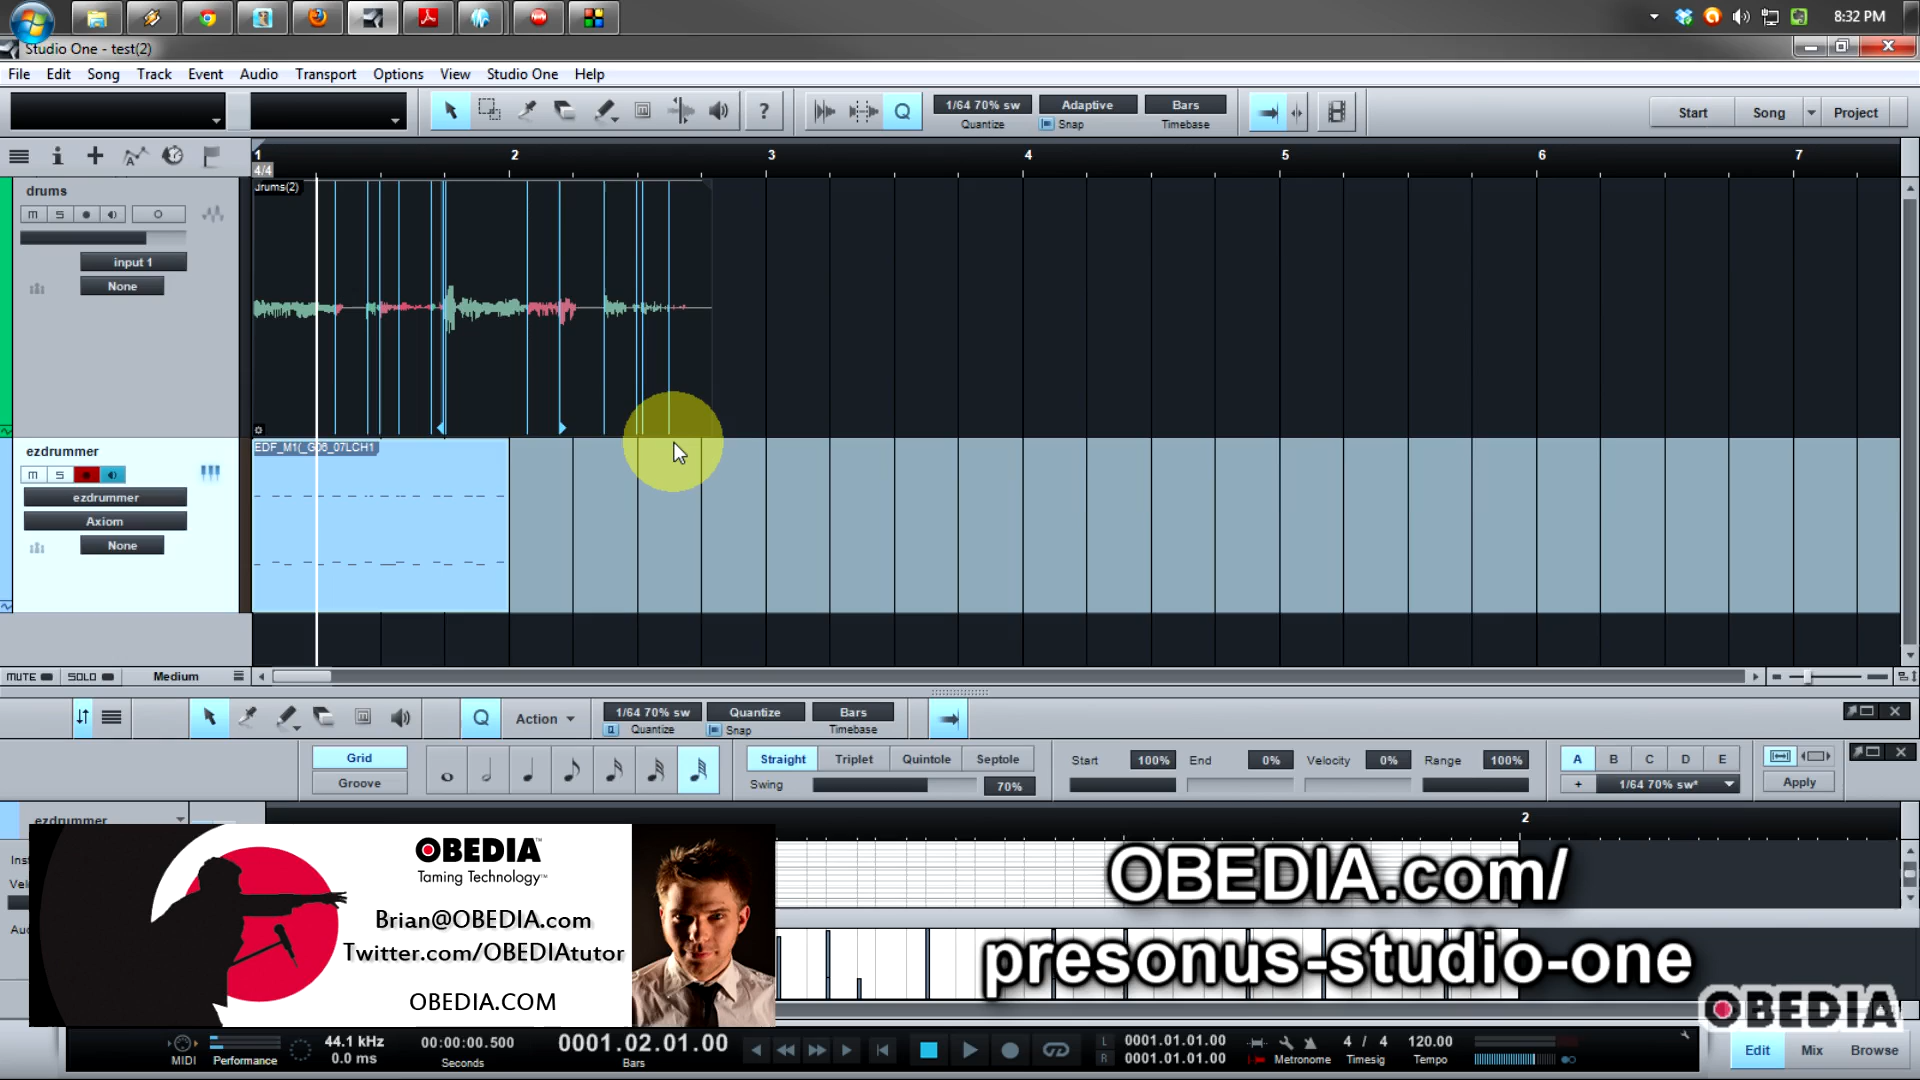 8:32 PM
Studio One - test(2)
File Edit Song Track Event Audio Transport Options View Studio One Help
? Q 1/64 70% sw Adaptive Bars Start Song Project
Quantize Snap Timebase
1 2 3 4 5 6 7
4/4
drums
drums(2)
M S
input 1
None
ezdrummer
EDF_M1(_G06_07LCH1
M S
ezdrummer
Axiom
None
MUTE SOLO Medium
Q Action 1/64 70% sw Quantize Bars
Quantize Snap Timebase
Grid Straight Triplet Quintole Septole Start 100% End 0% Velocity 0% Range 100% A B C D E
Groove Swing 70% + 1/64 70% sw* Apply
ezdrummer 2
OBEDIA™
Taming Technology™
Brian@OBEDIA.com
Twitter.com/OBEDIAtutor
OBEDIA.COM
OBEDIA.com/
presonus-studio-one
OBEDIA
MIDI Performance 44.1 kHz 0.0 ms 00:00:00.500 Seconds 0001.02.01.00 Bars
L 0001.01.01.00
R 0001.01.01.00
Metronome 4 / 4 Timesig 120.00 Tempo
Edit Mix Browse